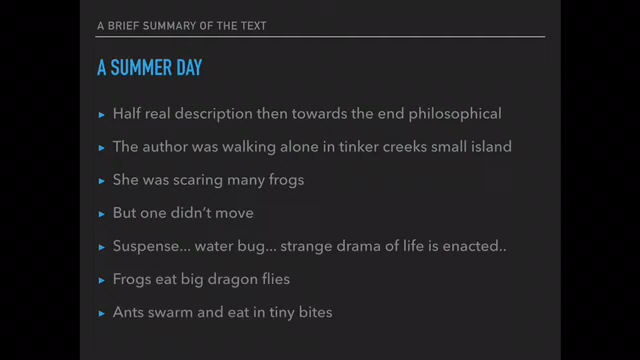 A BRIEF SUMMARY OF THE TEXT
A SUMMER DAY
▸ Half real description then towards the end philosophical
▸ The author was walking alone in tinker creeks small island
▸ She was scaring many frogs
▸ But one didn't move
▸ Suspense... water bug... strange drama of life is enacted..
▸ Frogs eat big dragon flies
▸ Ants swarm and eat in tiny bites